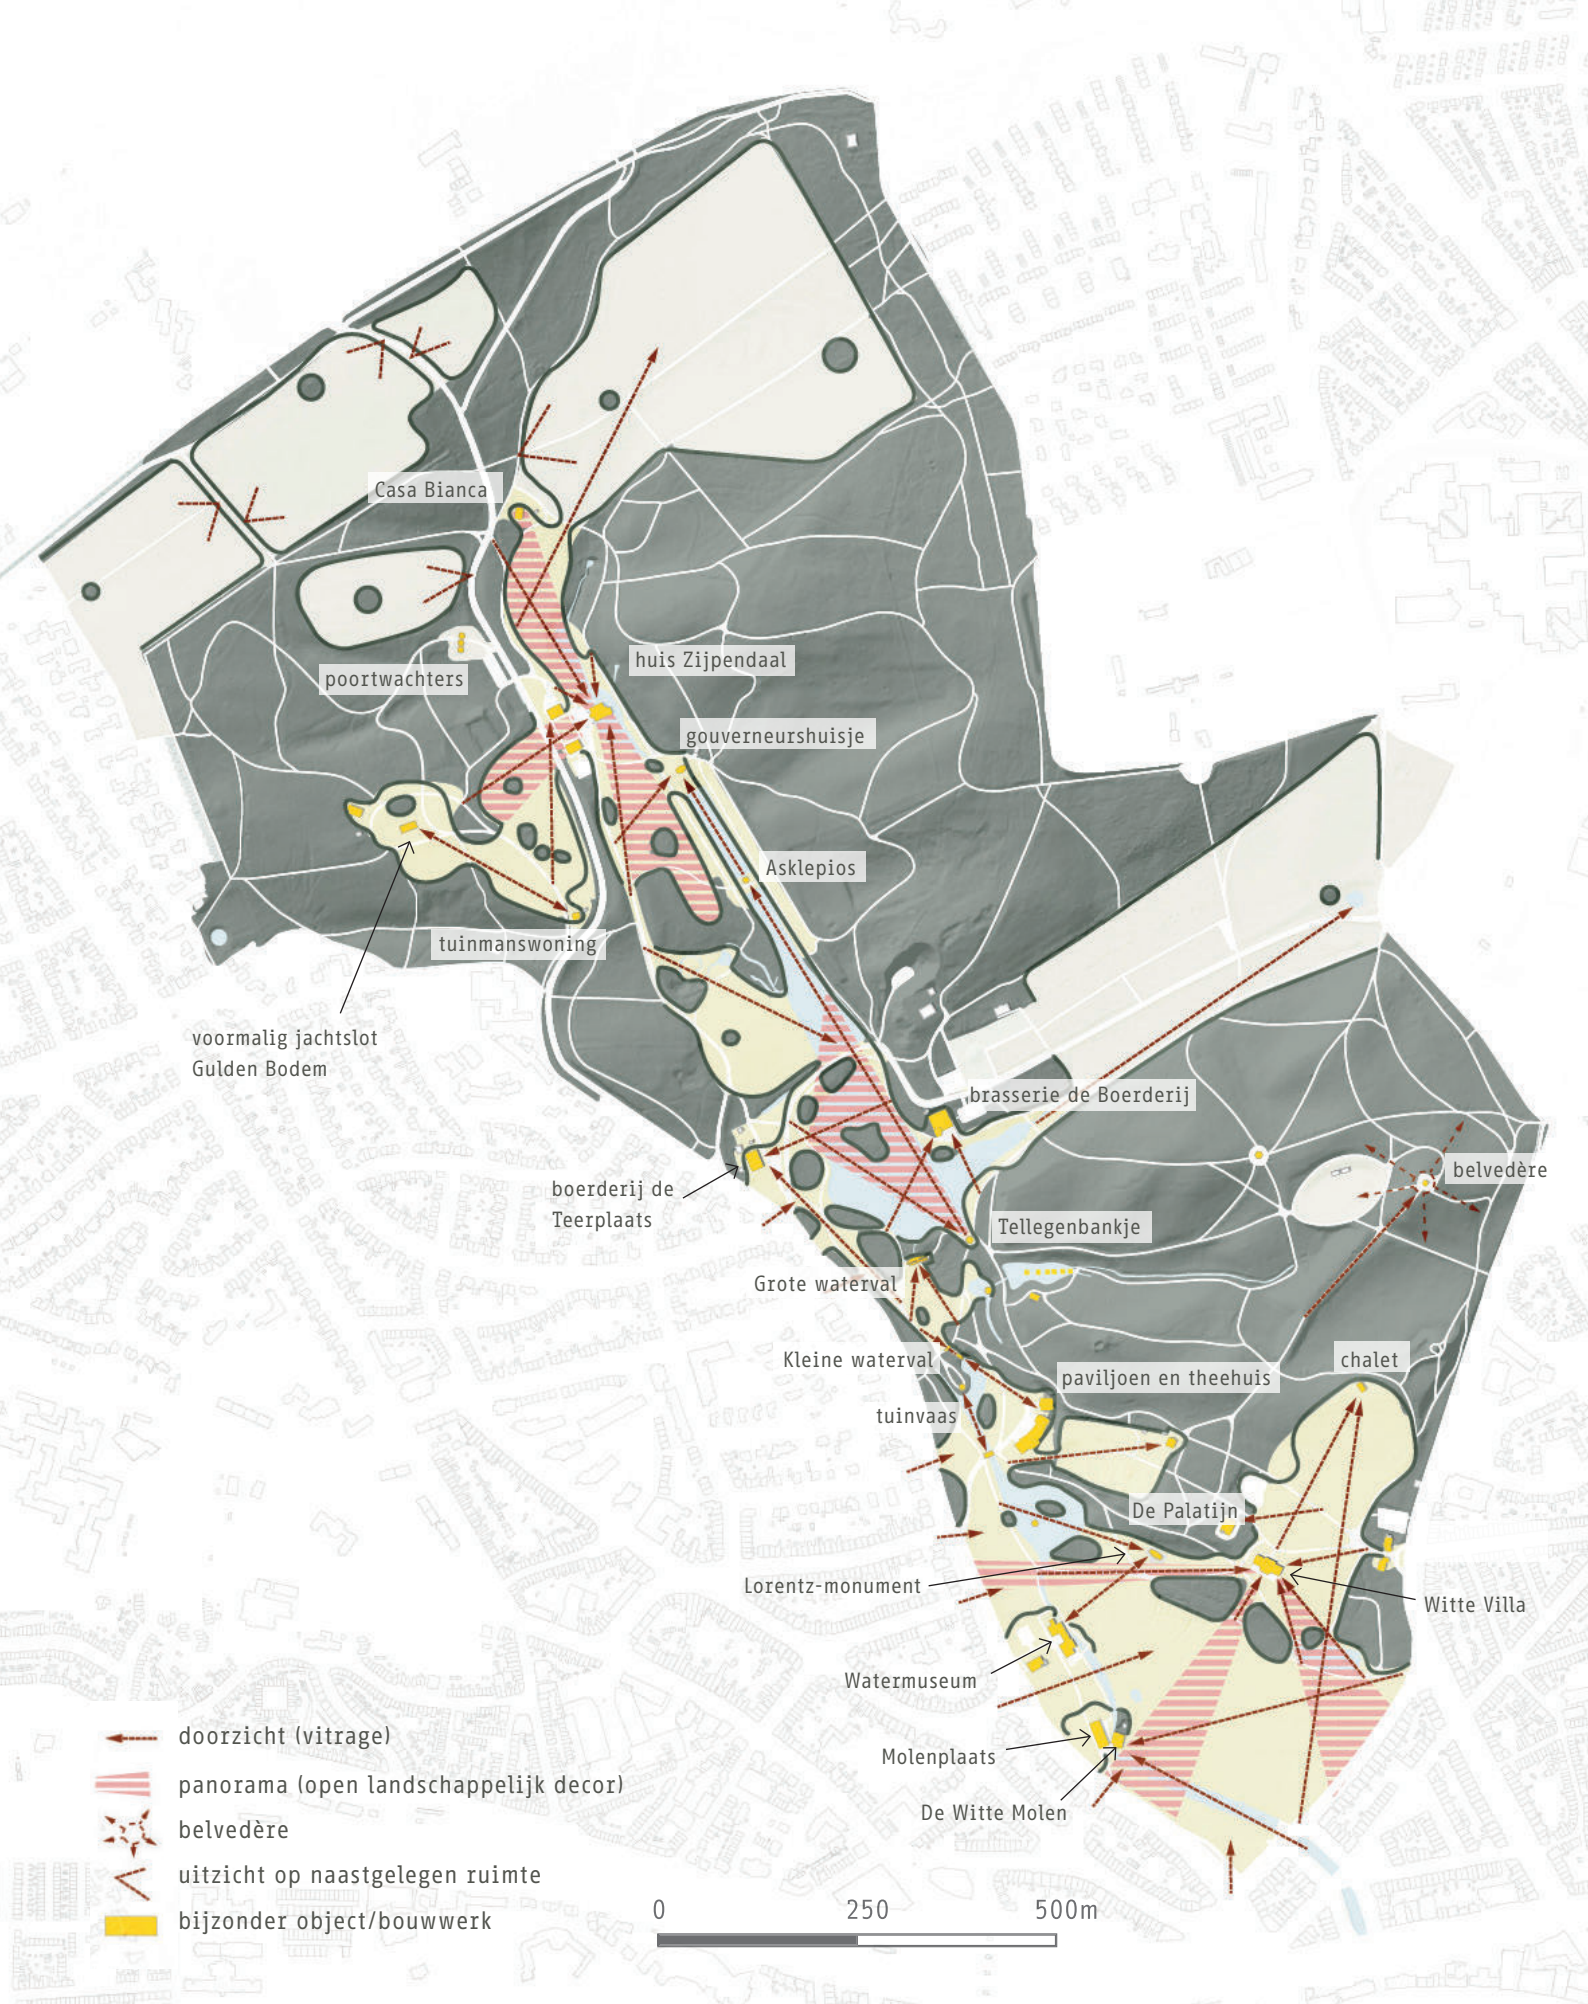 Casa Bianca
huis Zijpendaal
poortwachters
gouverneurshuisje
Asklepios
tuinmanswoning
voormalig jachtslot
Gulden Bodem
brasserie de Boerderij
belvedère
boerderij de
Teerplaats
Tellegenbankje
Grote waterval
Kleine waterval
chalet
paviljoen en theehuis
tuinvaas
De Palatijn
Lorentz-monument
Witte Villa
Watermuseum
Molenplaats
De Witte Molen
doorzicht (vitrage)
panorama (open landschappelijk decor)
belvedère
uitzicht op naastgelegen ruimte
bijzonder object/bouwwerk
0 250 500m